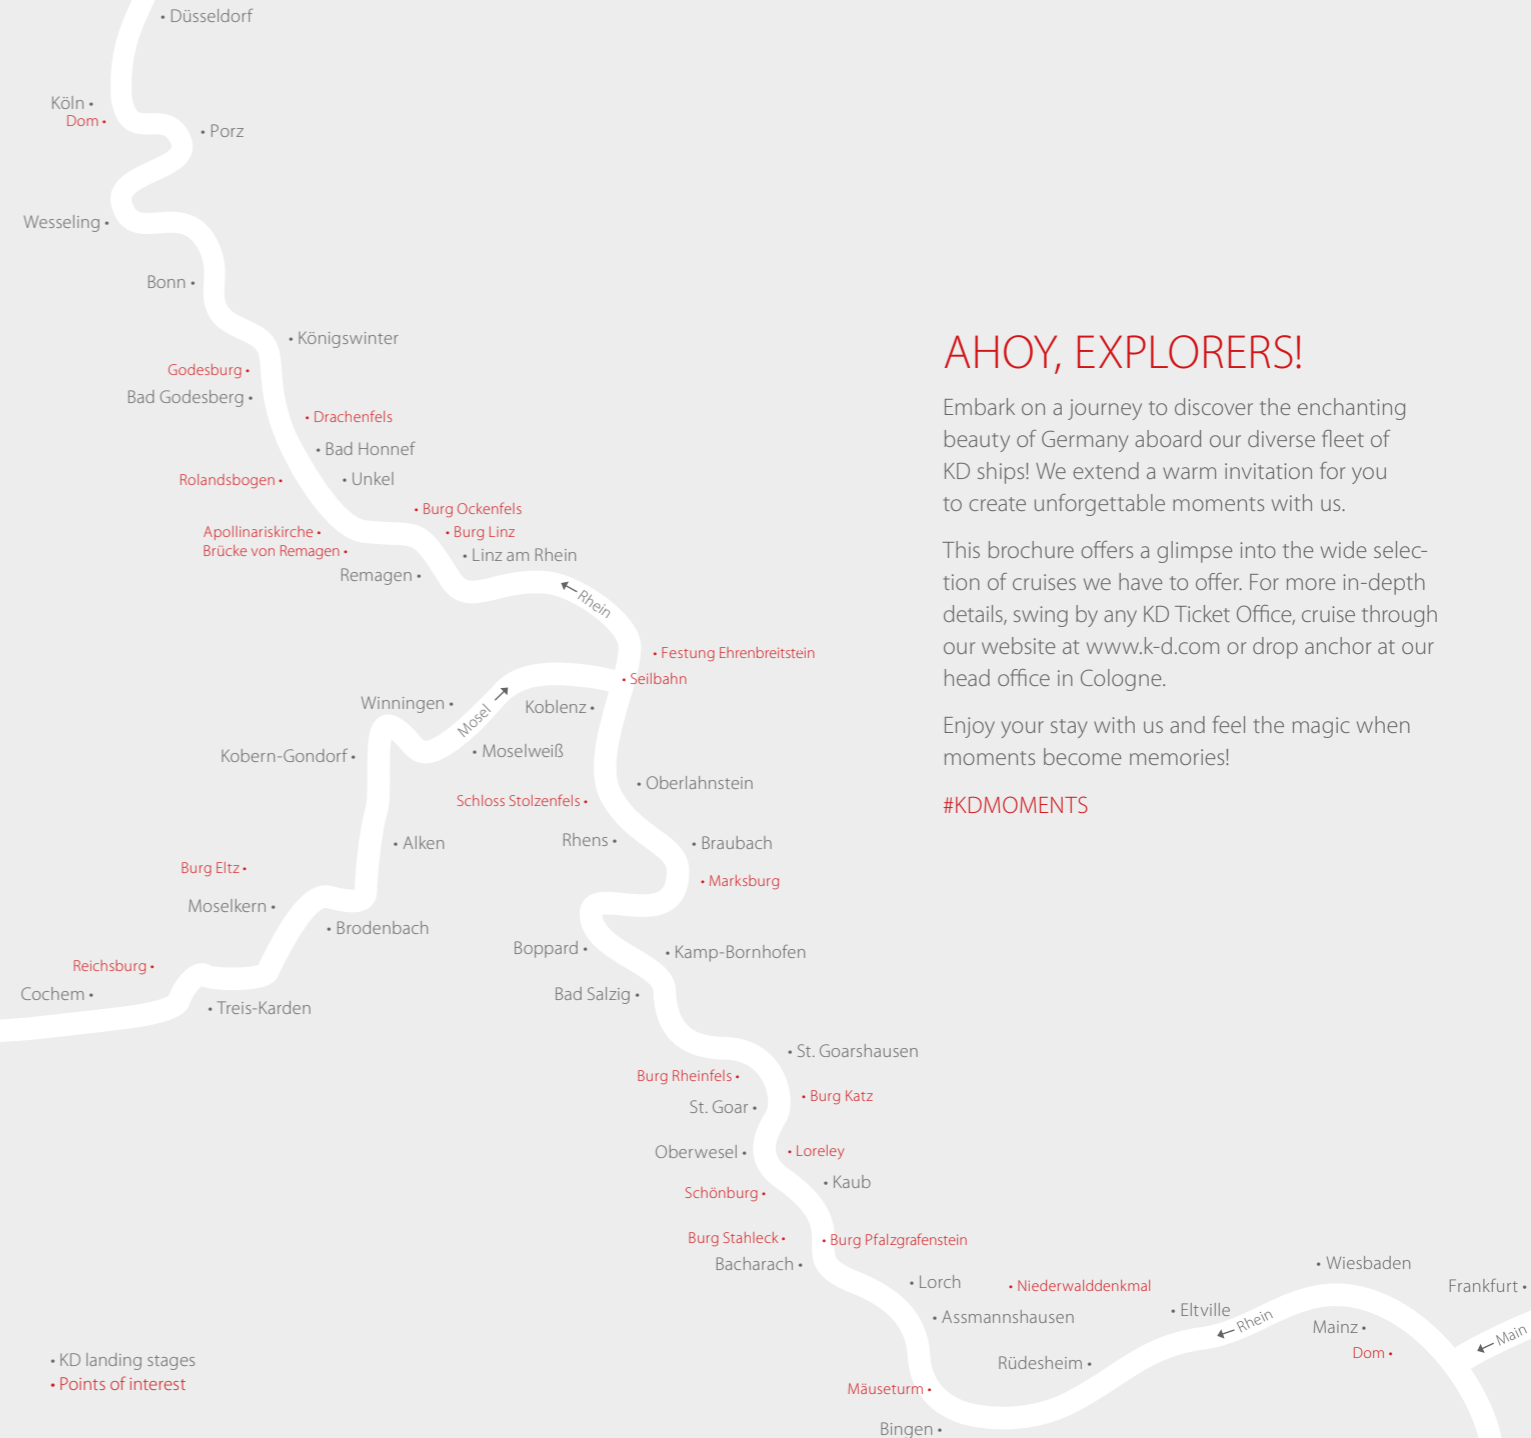 • Düsseldorf
Köln •
Dom •
• Porz
Wesseling •
Bonn •
• Königswinter
Godesburg •
Bad Godesberg •
• Drachenfels
• Bad Honnef
Rolandsbogen •
• Unkel
• Burg Ockenfels
Apollinariskirche •
• Burg Linz
Brücke von Remagen •
• Linz am Rhein
Remagen •
Rhein
• Festung Ehrenbreitstein
• Seilbahn
Winningen •
Koblenz •
Mosel
Kobern-Gondorf •
• Moselweiß
• Oberlahnstein
Schloss Stolzenfels •
Rhens •
• Alken
• Braubach
Burg Eltz •
• Marksburg
Moselkern •
• Brodenbach
Boppard •
• Kamp-Bornhofen
Reichsburg •
Cochem •
Bad Salzig •
• Treis-Karden
• St. Goarshausen
Burg Rheinfels •
• Burg Katz
St. Goar •
Oberwesel •
• Loreley
• Kaub
Schönburg •
Burg Stahleck •
• Burg Pfalzgrafenstein
Bacharach •
• Lorch
• Niederwalddenkmal
• Wiesbaden
Frankfurt •
• Assmannshausen
• Eltville
Rhein
Mainz •
Main
Dom •
Rüdesheim •
Mäuseturm •
Bingen •
AHOY, EXPLORERS!
Embark on a journey to discover the enchanting
beauty of Germany aboard our diverse fleet of
KD ships! We extend a warm invitation for you
to create unforgettable moments with us.
This brochure offers a glimpse into the wide selec-
tion of cruises we have to offer. For more in-depth
details, swing by any KD Ticket Office, cruise through
our website at www.k-d.com or drop anchor at our
head office in Cologne.
Enjoy your stay with us and feel the magic when
moments become memories!
#KDMOMENTS
• KD landing stages
• Points of interest